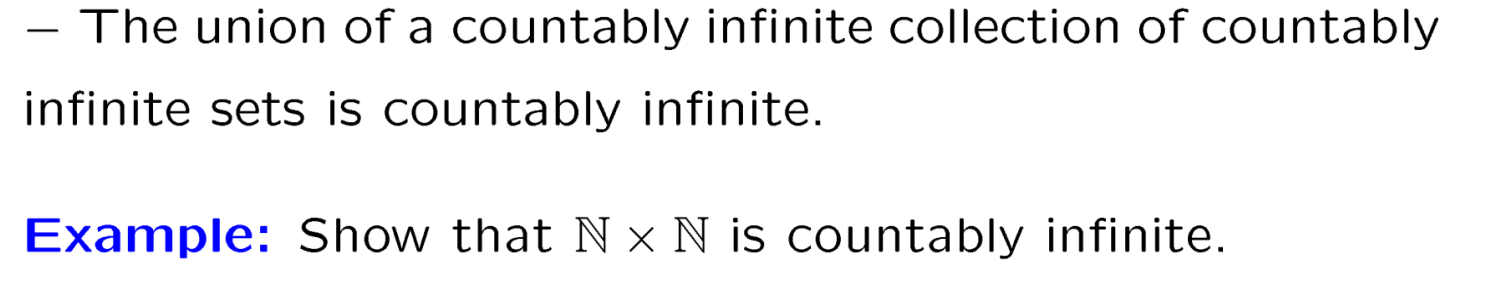 – The union of a countably infinite collection of countably
infinite sets is countably infinite.
Example: Show that ℕ × ℕ is countably infinite.